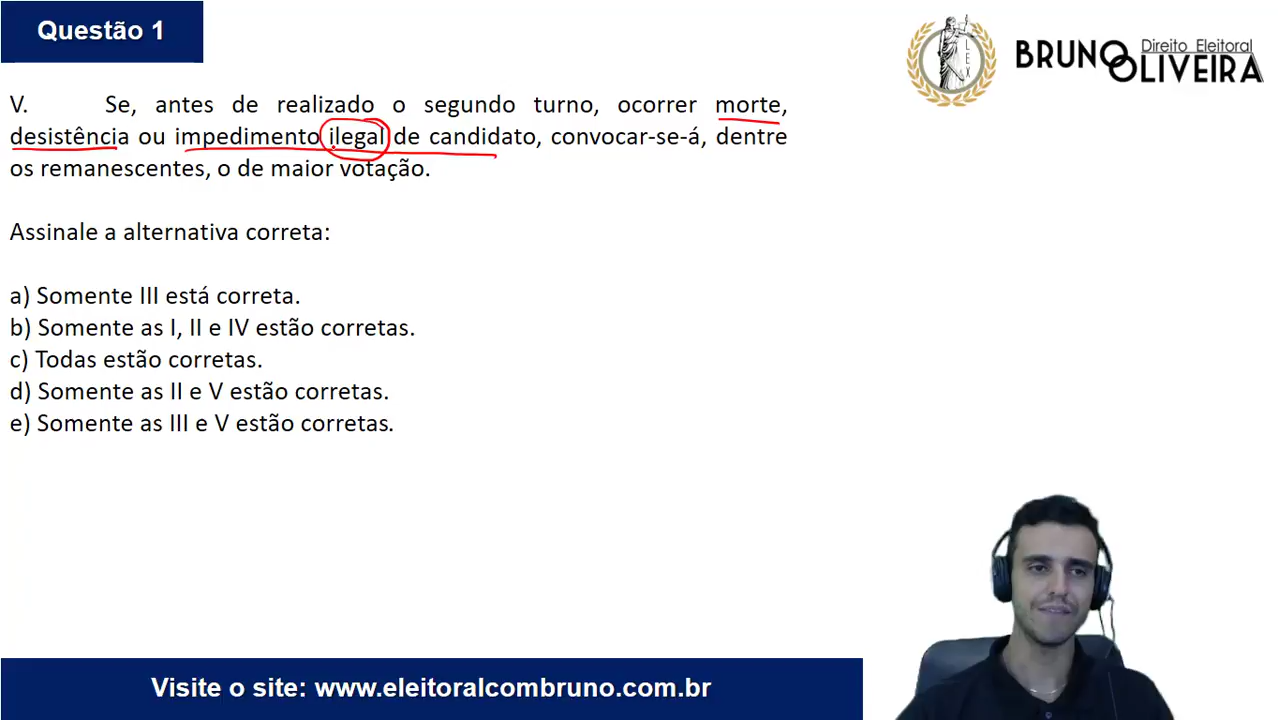 Questão 1
BRUNO Direito Eleitoral
OLIVEIRA
LEX
V. Se, antes de realizado o segundo turno, ocorrer morte,
desistência ou impedimento ilegal de candidato, convocar-se-á, dentre
os remanescentes, o de maior votação.
Assinale a alternativa correta:
a) Somente III está correta.
b) Somente as I, II e IV estão corretas.
c) Todas estão corretas.
d) Somente as II e V estão corretas.
e) Somente as III e V estão corretas.
Visite o site: www.eleitoralcombruno.com.br